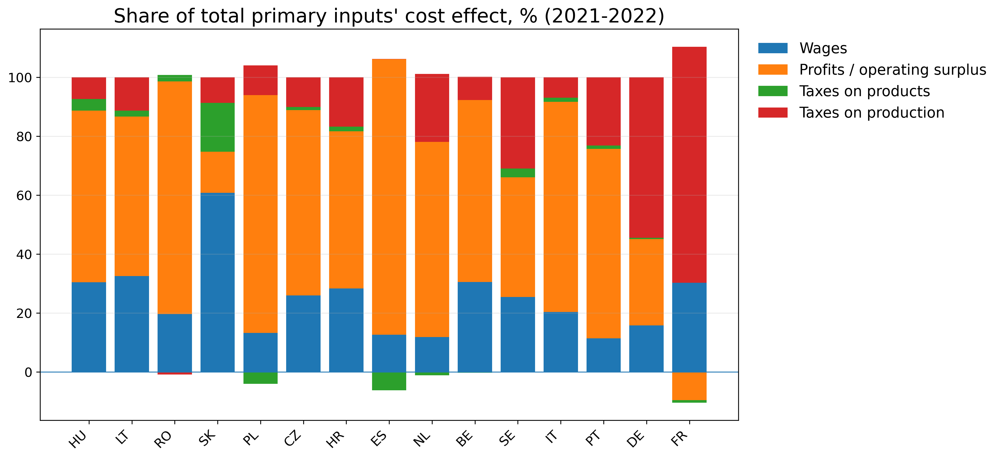 Share of total primary inputs' cost effect, % (2021-2022)
Wages
Profits / operating surplus
Taxes on products
Taxes on production
100
80
60
40
20
0
HU LT RO SK PL CZ HR ES NL BE SE IT PT DE FR